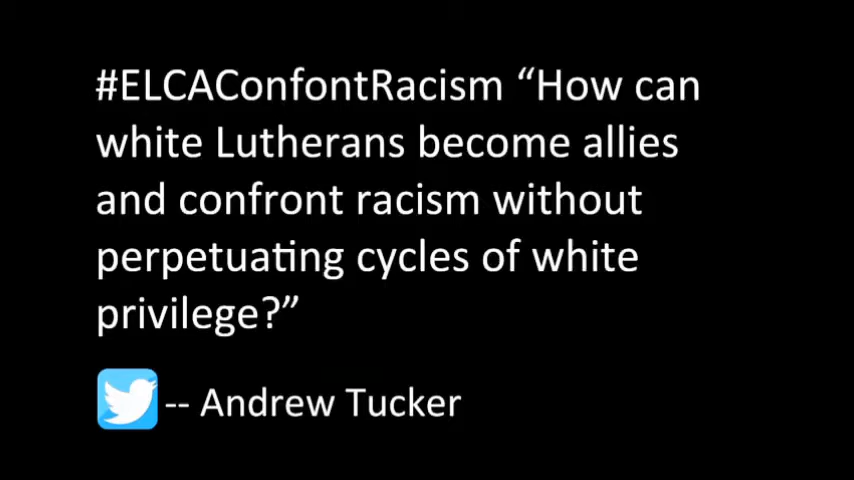 #ELCAConfontRacism “How can
white Lutherans become allies
and confront racism without
perpetuating cycles of white
privilege?”
-- Andrew Tucker